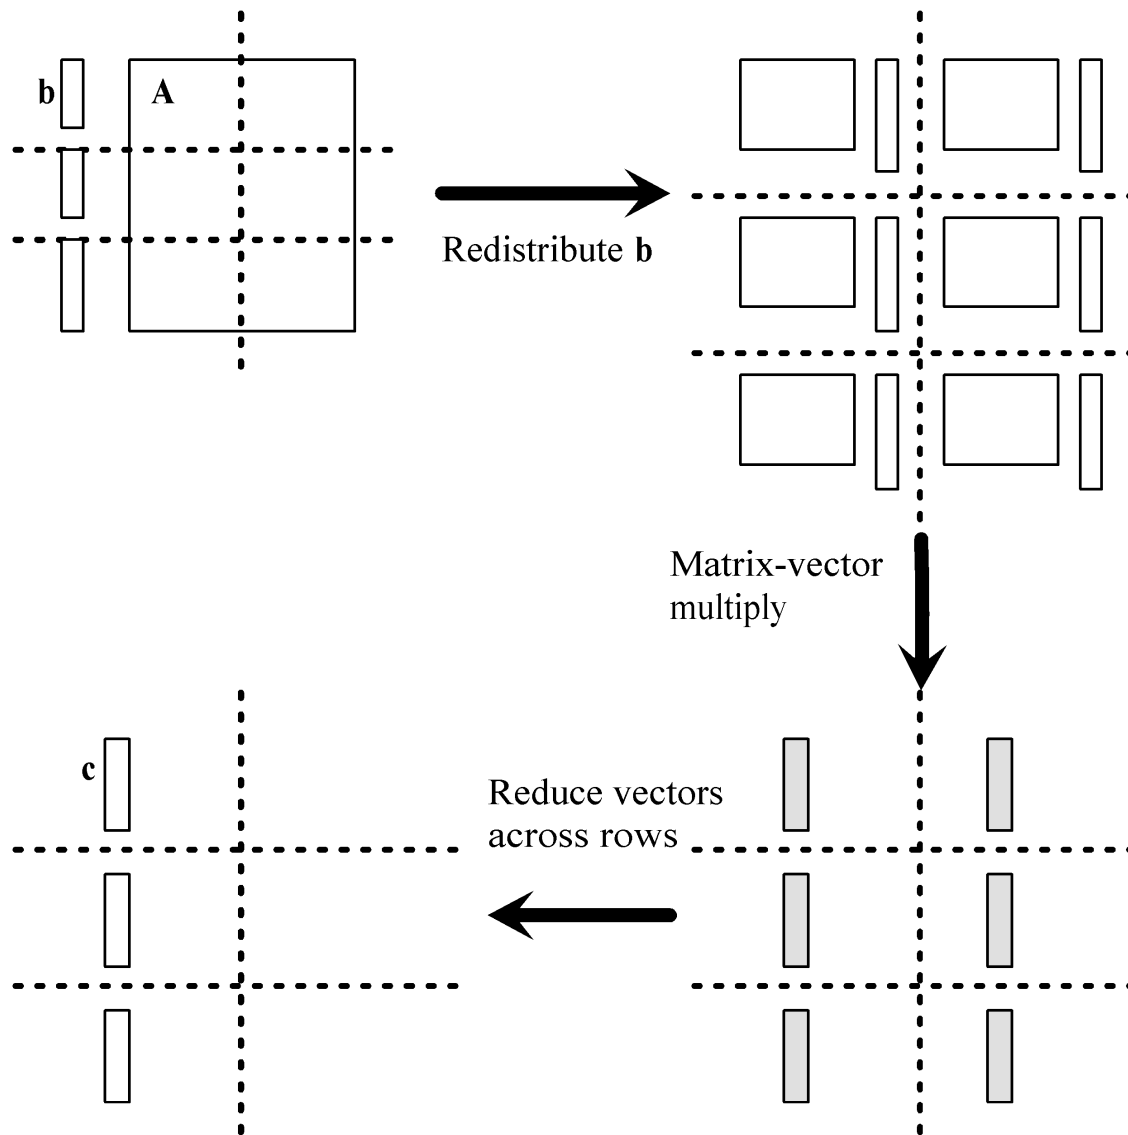 b
A
Redistribute b
Matrix-vector
multiply
c
Reduce vectors
across rows